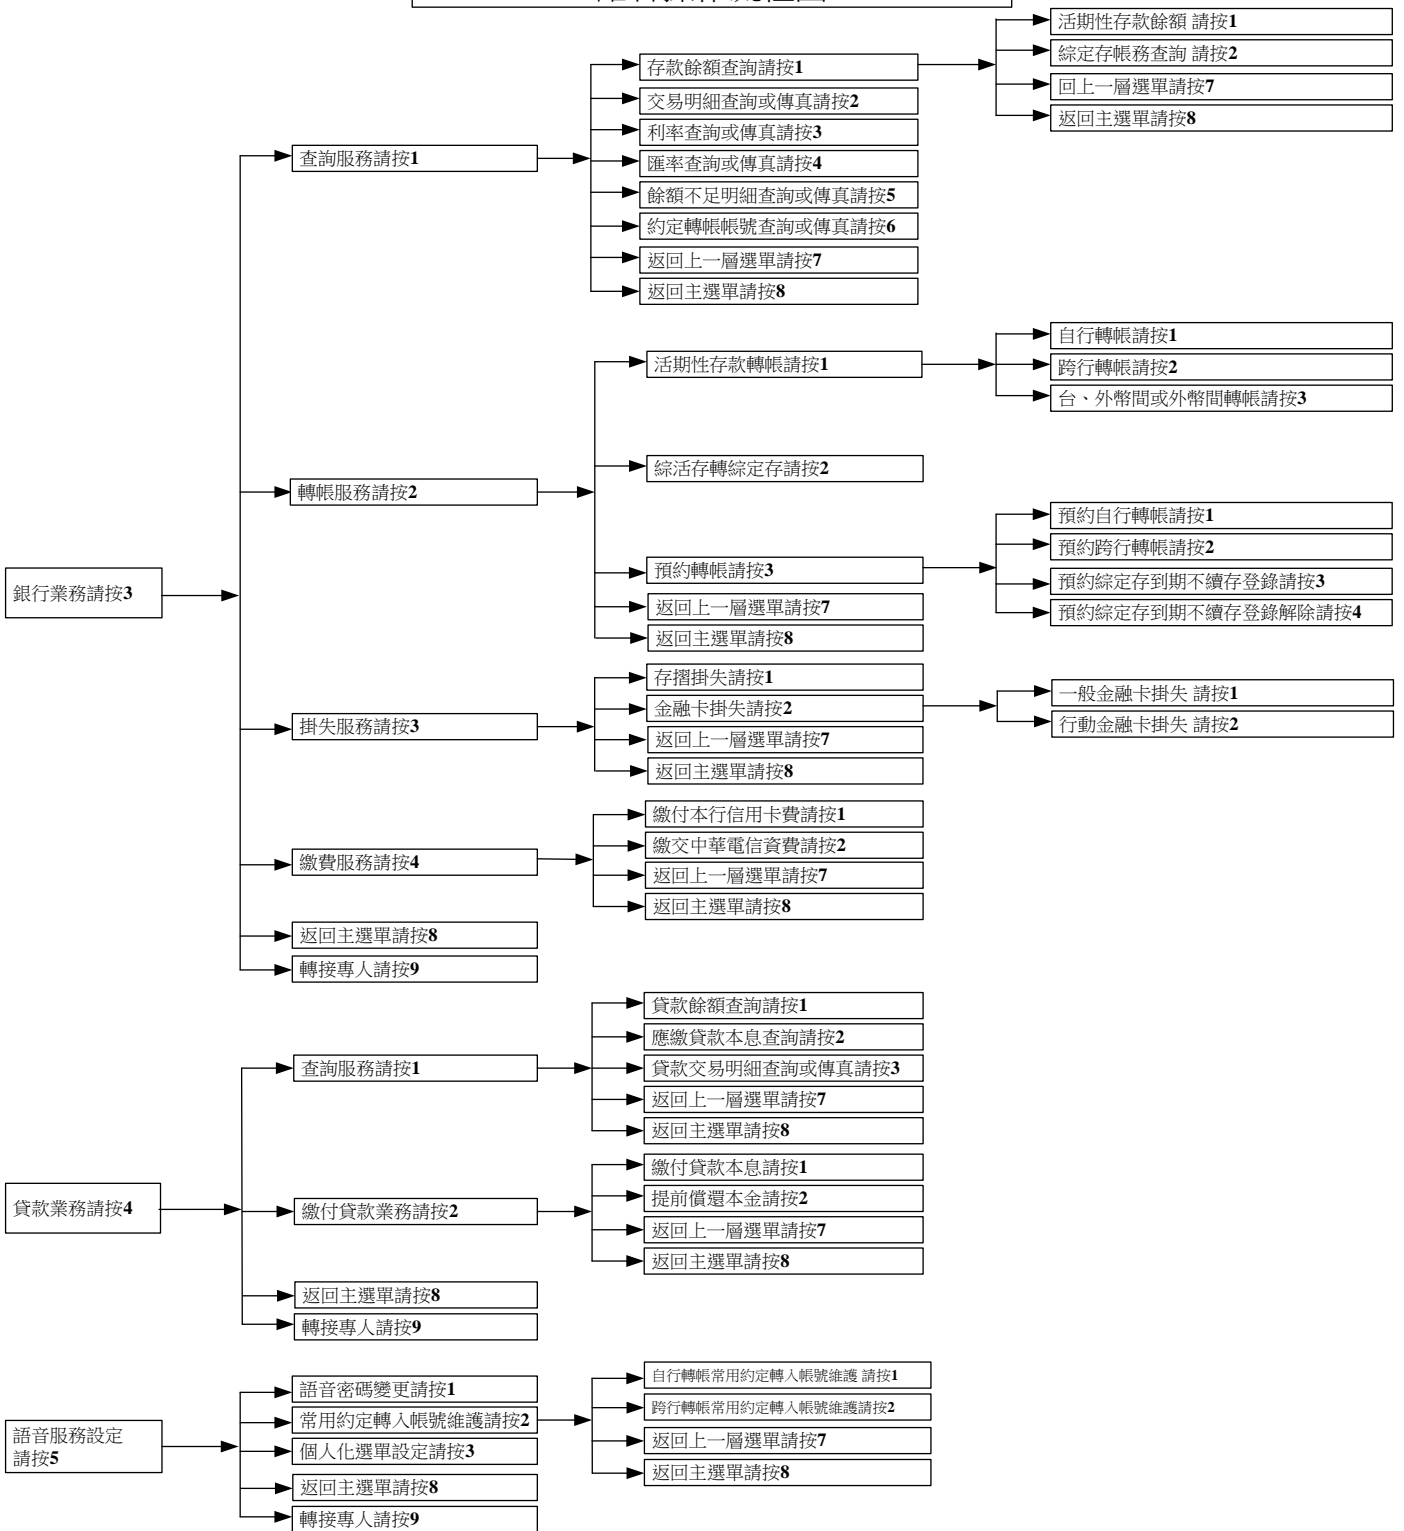 銀行業務請按3
查詢服務請按1
存款餘額查詢請按1
活期性存款餘額 請按1
綜定存帳務查詢 請按2
回上一層選單請按7
返回主選單請按8
交易明細查詢或傳真請按2
利率查詢或傳真請按3
匯率查詢或傳真請按4
餘額不足明細查詢或傳真請按5
約定轉帳帳號查詢或傳真請按6
返回上一層選單請按7
返回主選單請按8
轉帳服務請按2
活期性存款轉帳請按1
自行轉帳請按1
跨行轉帳請按2
台、外幣間或外幣間轉帳請按3
綜活存轉綜定存請按2
預約轉帳請按3
預約自行轉帳請按1
預約跨行轉帳請按2
預約綜定存到期不續存登錄請按3
預約綜定存到期不續存登錄解除請按4
返回上一層選單請按7
返回主選單請按8
掛失服務請按3
存摺掛失請按1
金融卡掛失請按2
一般金融卡掛失 請按1
行動金融卡掛失 請按2
返回上一層選單請按7
返回主選單請按8
繳費服務請按4
繳付本行信用卡費請按1
繳交中華電信資費請按2
返回上一層選單請按7
返回主選單請按8
返回主選單請按8
轉接專人請按9
貸款業務請按4
查詢服務請按1
貸款餘額查詢請按1
應繳貸款本息查詢請按2
貸款交易明細查詢或傳真請按3
返回上一層選單請按7
返回主選單請按8
繳付貸款業務請按2
繳付貸款本息請按1
提前償還本金請按2
返回上一層選單請按7
返回主選單請按8
返回主選單請按8
轉接專人請按9
語音服務設定
請按5
語音密碼變更請按1
常用約定轉入帳號維護請按2
自行轉帳常用約定轉入帳號維護 請按1
跨行轉帳常用約定轉入帳號維護請按2
返回上一層選單請按7
返回主選單請按8
個人化選單設定請按3
返回主選單請按8
轉接專人請按9